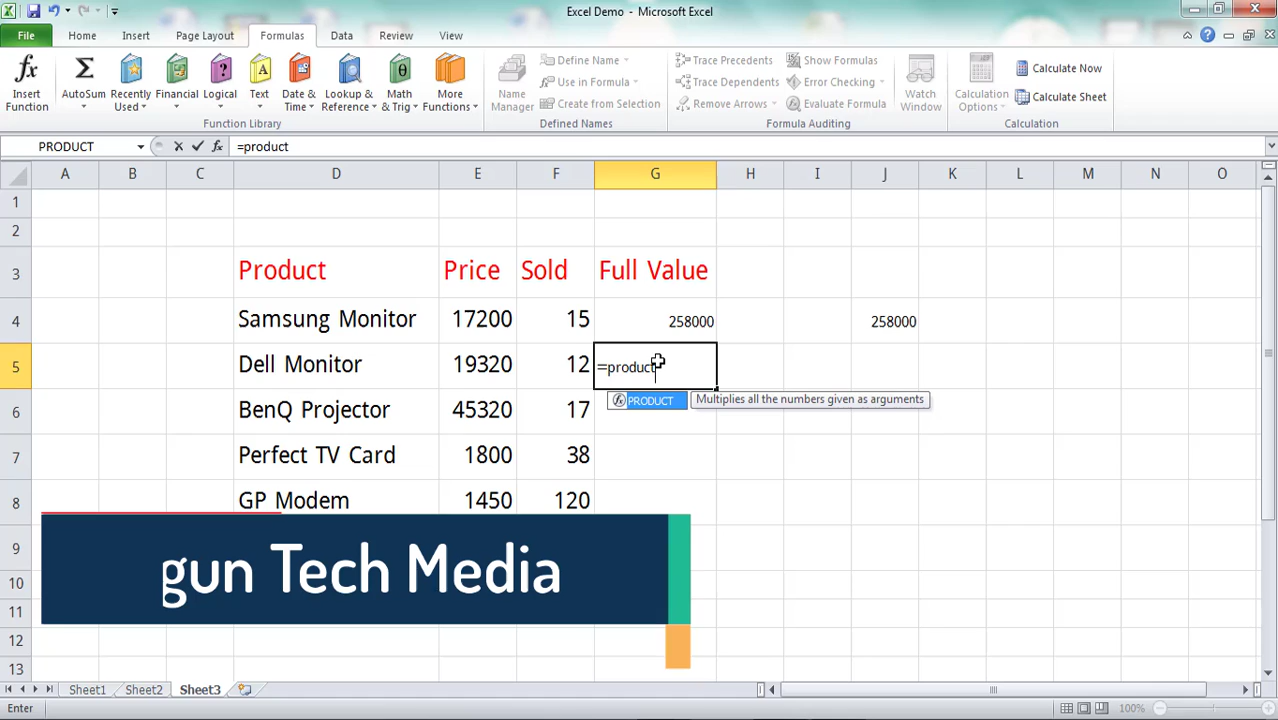 Excel Demo - Microsoft Excel
File Home Insert Page Layout Formulas Data Review View
fx Insert Function
Σ AutoSum
Recently Used
Financial
Logical
Text
Date & Time
Lookup & Reference
Math & Trig
More Functions
Function Library
Name Manager
Define Name
Use in Formula
Create from Selection
Defined Names
Trace Precedents
Trace Dependents
Remove Arrows
Show Formulas
Error Checking
Evaluate Formula
Watch Window
Formula Auditing
Calculation Options
Calculate Now
Calculate Sheet
Calculation
PRODUCT fx =product
A B C D E F G H I J K L M N O
1
2
3 Product Price Sold Full Value
4 Samsung Monitor 17200 15 258000 258000
5 Dell Monitor 19320 12 =product
fx PRODUCT Multiplies all the numbers given as arguments
6 BenQ Projector 45320 17
7 Perfect TV Card 1800 38
8 GP Modem 1450 120
9
gun Tech Media
10
11
12
13
Sheet1 Sheet2 Sheet3
Enter 100%